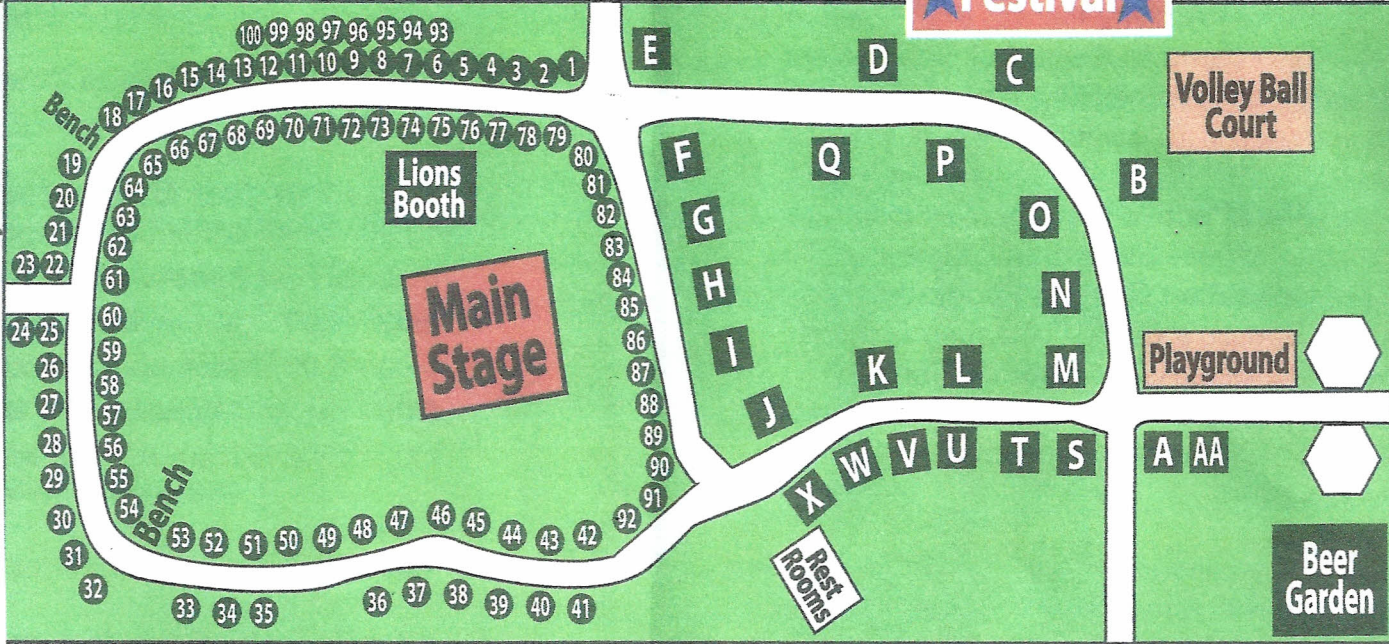 Festival
100 99 98 97 96 95 94 93
18 17 16 15 14 13 12 11 10 9 8 7 6 5 4 3 2 1
E
D
C
Volley Ball
Court
Bench
19
20
21
23 22
24 25
26
27
28
29
30
31
32
33 34 35
36 37 38 39 40 41
65 66 67 68 69 70 71 72 73 74 75 76 77 78 79
64
63
62
61
60
59
58
57
56
55
54
Bench
53 52 51 50 49 48 47 46 45 44 43 42
80
81
82
83
84
85
86
87
88
89
90
91
92
Lions
Booth
Main
Stage
F
G
H
I
J
Q
P
O
N
M
B
K
L
Playground
X
W
V
U
T
S
A
AA
Rest
Rooms
Beer
Garden